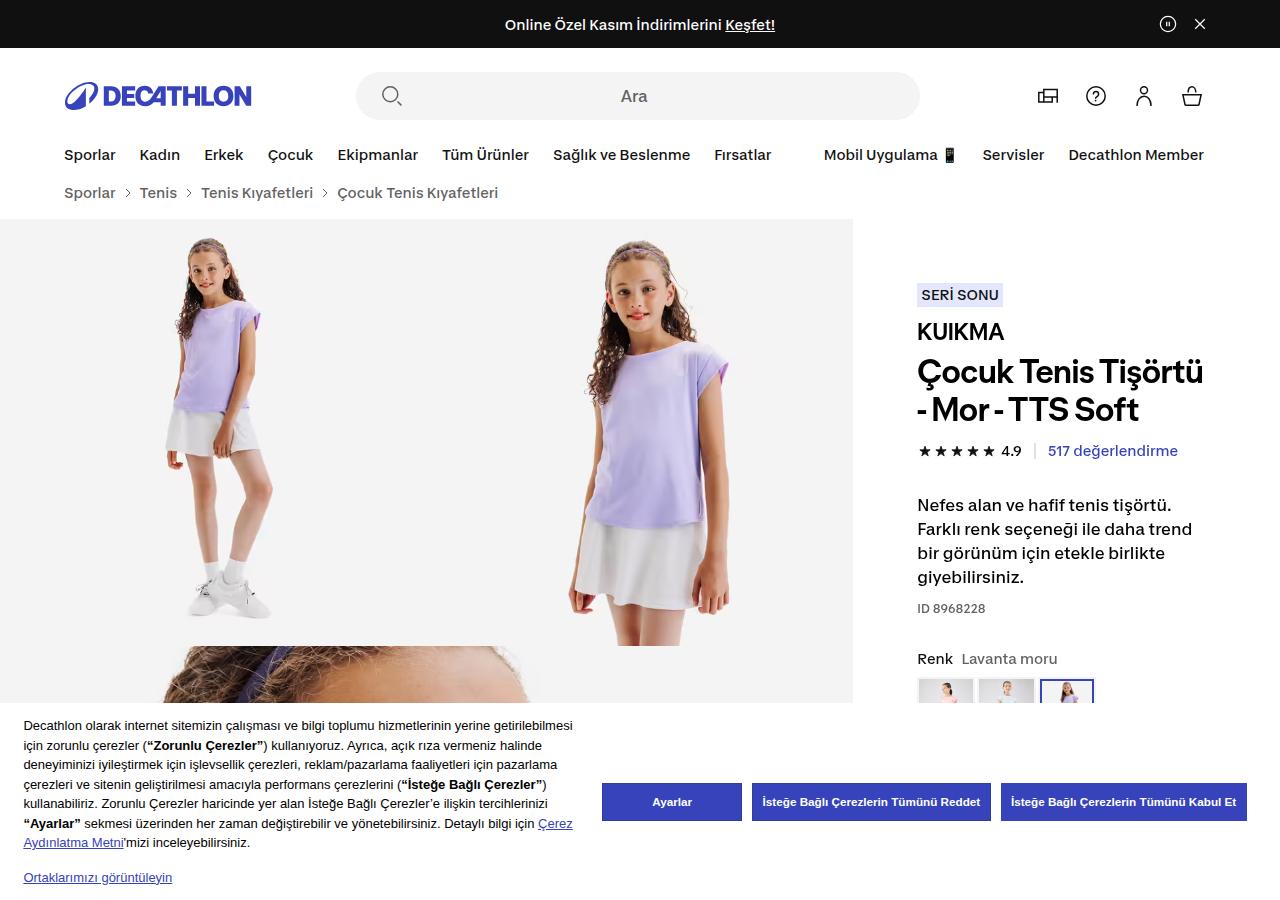 Online Özel Kasım İndirimlerini Keşfet!
DECATHLON
Ara
Sporlar Kadın Erkek Çocuk Ekipmanlar Tüm Ürünler Sağlık ve Beslenme Fırsatlar Mobil Uygulama 📱 Servisler Decathlon Member
Sporlar > Tenis > Tenis Kıyafetleri > Çocuk Tenis Kıyafetleri
SERİ SONU
KUIKMA
Çocuk Tenis Tişörtü
- Mor - TTS Soft
★★★★★ 4.9 | 517 değerlendirme
Nefes alan ve hafif tenis tişörtü.
Farklı renk seçeneği ile daha trend
bir görünüm için etekle birlikte
giyebilirsiniz.
ID 8968228
Renk Lavanta moru
Decathlon olarak internet sitemizin çalışması ve bilgi toplumu hizmetlerinin yerine getirilebilmesi
için zorunlu çerezler (“Zorunlu Çerezler”) kullanıyoruz. Ayrıca, açık rıza vermeniz halinde
deneyiminizi iyileştirmek için işlevsellik çerezleri, reklam/pazarlama faaliyetleri için pazarlama
çerezleri ve sitenin geliştirilmesi amacıyla performans çerezlerini (“İsteğe Bağlı Çerezler”)
kullanabiliriz. Zorunlu Çerezler haricinde yer alan İsteğe Bağlı Çerezler’e ilişkin tercihlerinizi
“Ayarlar” sekmesi üzerinden her zaman değiştirebilir ve yönetebilirsiniz. Detaylı bilgi için Çerez
Aydınlatma Metni'mizi inceleyebilirsiniz.
Ortaklarımızı görüntüleyin
Ayarlar
İsteğe Bağlı Çerezlerin Tümünü Reddet
İsteğe Bağlı Çerezlerin Tümünü Kabul Et